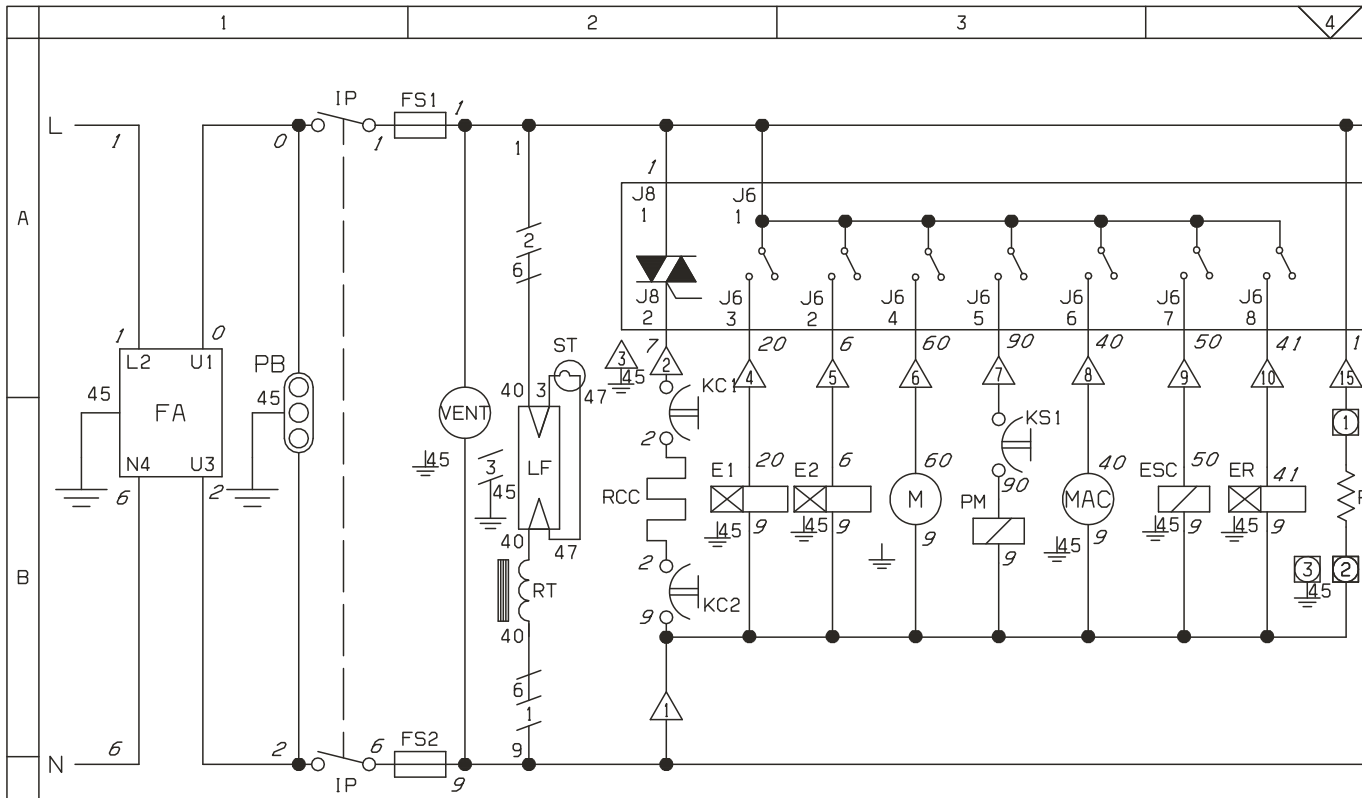 1 2 3 4
IP FS1 1
L
1 0 1 1
1
J8 J6
1 1
A
2
6
J8 J6 J6 J6 J6 J6 J6 J6
2 3 2 4 5 6 7 8
1 0 7 20 6 60 90 40 50 41 1
L2 U1 PB ST
3 2 4 5 6 7 8 9 10 15
45 45 45 KC1
40 3 47
FA VENT KS1 1
45 2
N4 U3 3 LF E1 20 E2 6 60 40 ESC 50 ER 41
6 2 45 RCC M 90 MAC
PM
45 9 45 9 9 9 45 9 45 9 45 9
40 47
B
2 3 2
RT KC2 45
9
40
6
1
1
N 6 2 6 FS2 9
IP 9